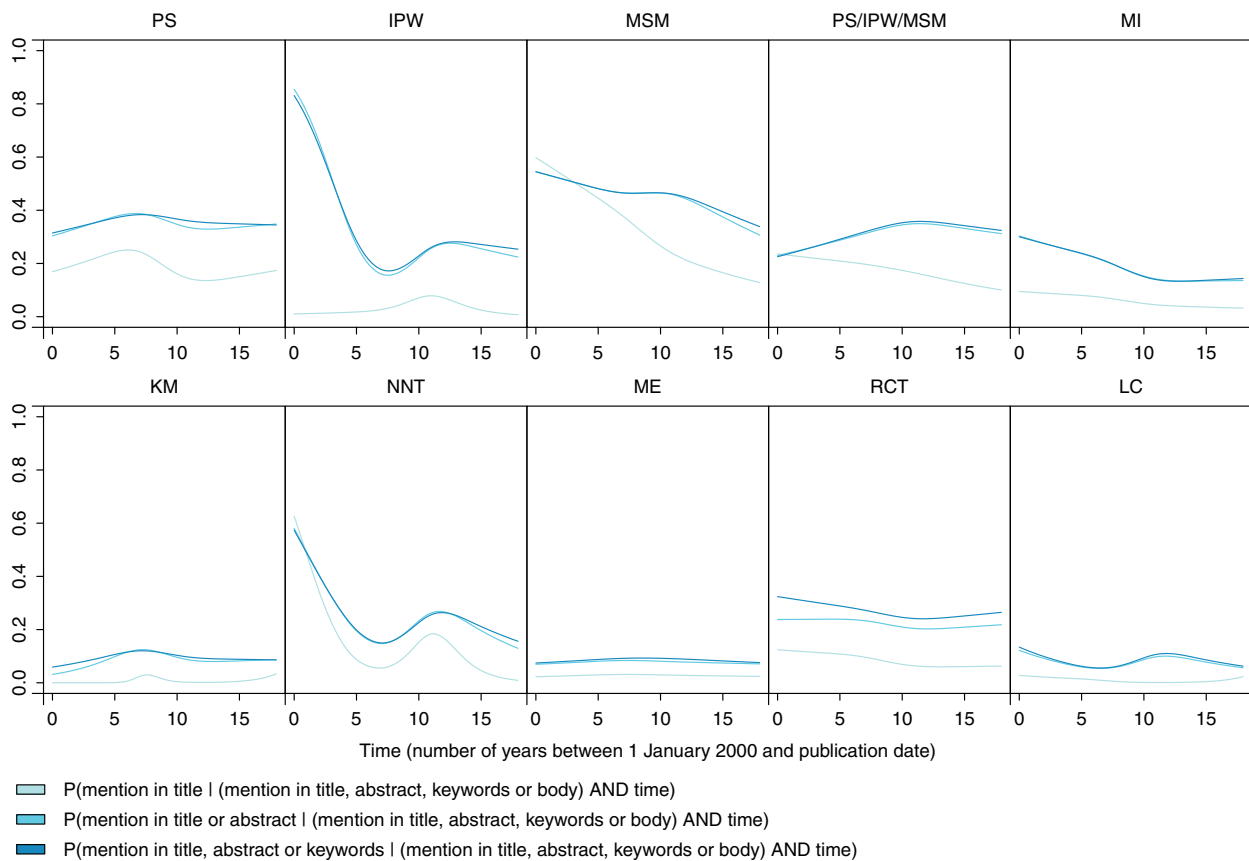 PS IPW MSM PS/IPW/MSM MI
1.0
0.8
0.6
0.4
0.2
0.0
0 5 10 15 0 5 10 15 0 5 10 15 0 5 10 15 0 5 10 15
KM NNT ME RCT LC
1.0
0.8
0.6
0.4
0.2
0.0
0 5 10 15 0 5 10 15 0 5 10 15 0 5 10 15 0 5 10 15
Time (number of years between 1 January 2000 and publication date)
P(mention in title | (mention in title, abstract, keywords or body) AND time)
P(mention in title or abstract | (mention in title, abstract, keywords or body) AND time)
P(mention in title, abstract or keywords | (mention in title, abstract, keywords or body) AND time)